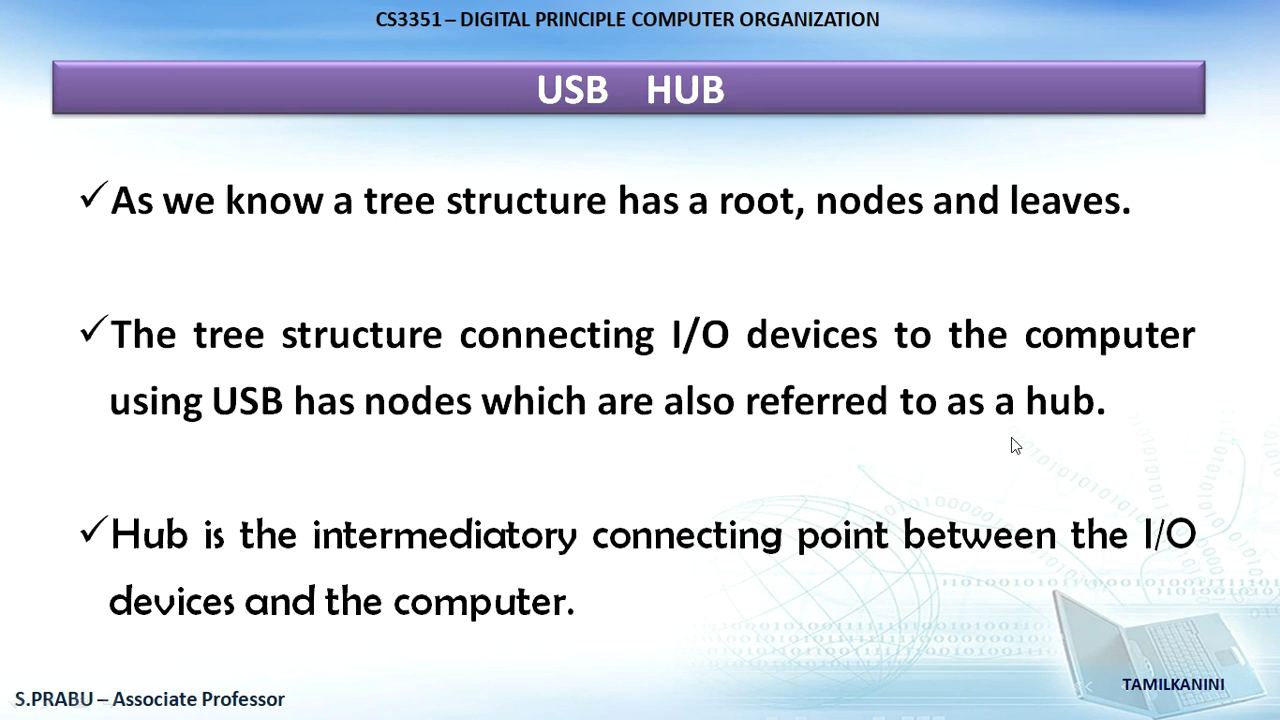 CS3351 – DIGITAL PRINCIPLE COMPUTER ORGANIZATION
USB HUB
✓As we know a tree structure has a root, nodes and leaves.
✓The tree structure connecting I/O devices to the computer
using USB has nodes which are also referred to as a hub.
✓Hub is the intermediatory connecting point between the I/O
devices and the computer.
S.PRABU – Associate Professor
TAMILKANINI